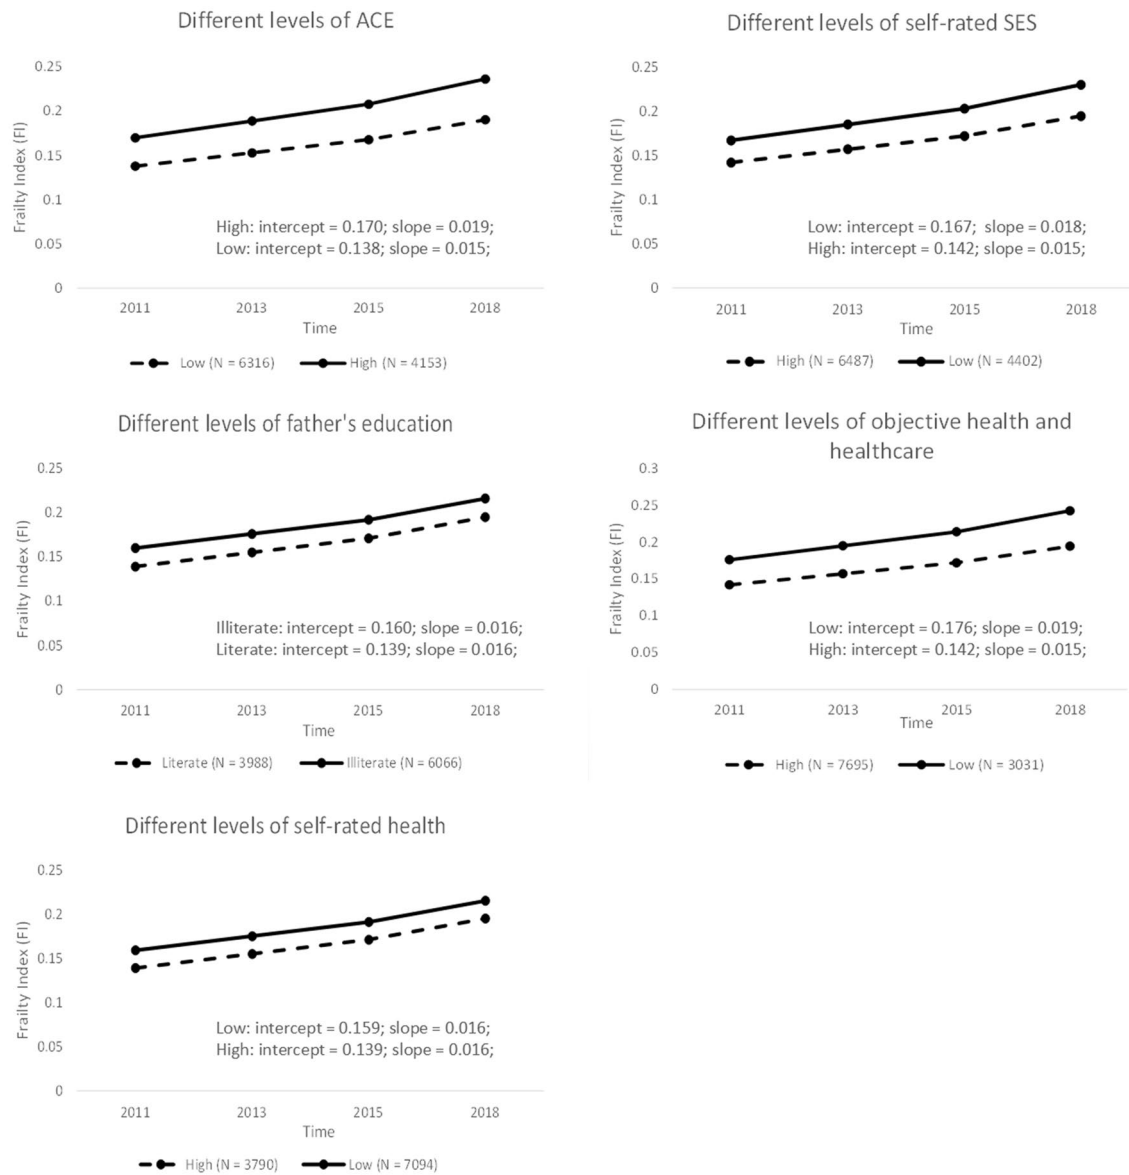 Different levels of ACE
Frailty Index (FI)
0.25
0.2
0.15
0.1
0.05
0
High: intercept = 0.170; slope = 0.019;
Low: intercept = 0.138; slope = 0.015;
2011 2013 2015 2018
Time
Low (N = 6316) High (N = 4153)
Different levels of self-rated SES
Frailty Index (FI)
0.25
0.2
0.15
0.1
0.05
0
Low: intercept = 0.167; slope = 0.018;
High: intercept = 0.142; slope = 0.015;
2011 2013 2015 2018
Time
High (N = 6487) Low (N = 4402)
Different levels of father's education
Frailty Index (FI)
0.25
0.2
0.15
0.1
0.05
0
Illiterate: intercept = 0.160; slope = 0.016;
Literate: intercept = 0.139; slope = 0.016;
2011 2013 2015 2018
Time
Literate (N = 3988) Illiterate (N = 6066)
Different levels of objective health and
healthcare
Frailty Index (FI)
0.3
0.25
0.2
0.15
0.1
0.05
0
Low: intercept = 0.176; slope = 0.019;
High: intercept = 0.142; slope = 0.015;
2011 2013 2015 2018
Time
High (N = 7695) Low (N = 3031)
Different levels of self-rated health
Frailty Index (FI)
0.25
0.2
0.15
0.1
0.05
0
Low: intercept = 0.159; slope = 0.016;
High: intercept = 0.139; slope = 0.016;
2011 2013 2015 2018
Time
High (N = 3790) Low (N = 7094)